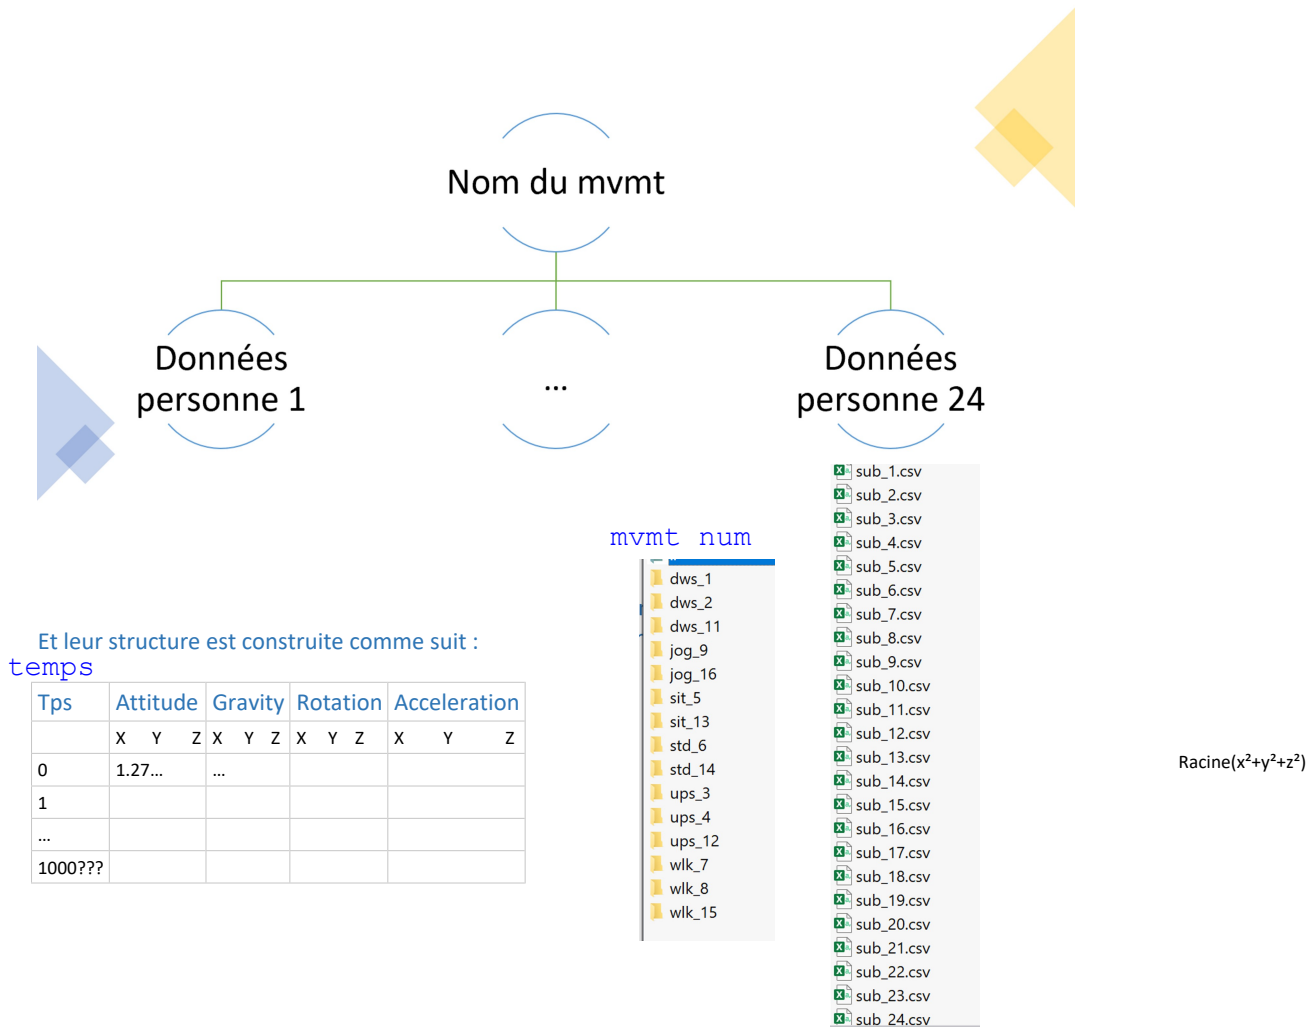 Nom du mvmt
Données
personne 1
...
Données
personne 24
sub_1.csv
sub_2.csv
sub_3.csv
sub_4.csv
sub_5.csv
sub_6.csv
sub_7.csv
sub_8.csv
sub_9.csv
sub_10.csv
sub_11.csv
sub_12.csv
sub_13.csv
sub_14.csv
sub_15.csv
sub_16.csv
sub_17.csv
sub_18.csv
sub_19.csv
sub_20.csv
sub_21.csv
sub_22.csv
sub_23.csv
sub_24.csv
mvmt num
dws_1
dws_2
dws_11
jog_9
jog_16
sit_5
sit_13
std_6
std_14
ups_3
ups_4
ups_12
wlk_7
wlk_8
wlk_15
Et leur structure est construite comme suit :
temps
Tps Attitude Gravity Rotation Acceleration
X Y Z X Y Z X Y Z X Y Z
0 1.27... ...
1
...
1000???
Racine(x²+y²+z²)